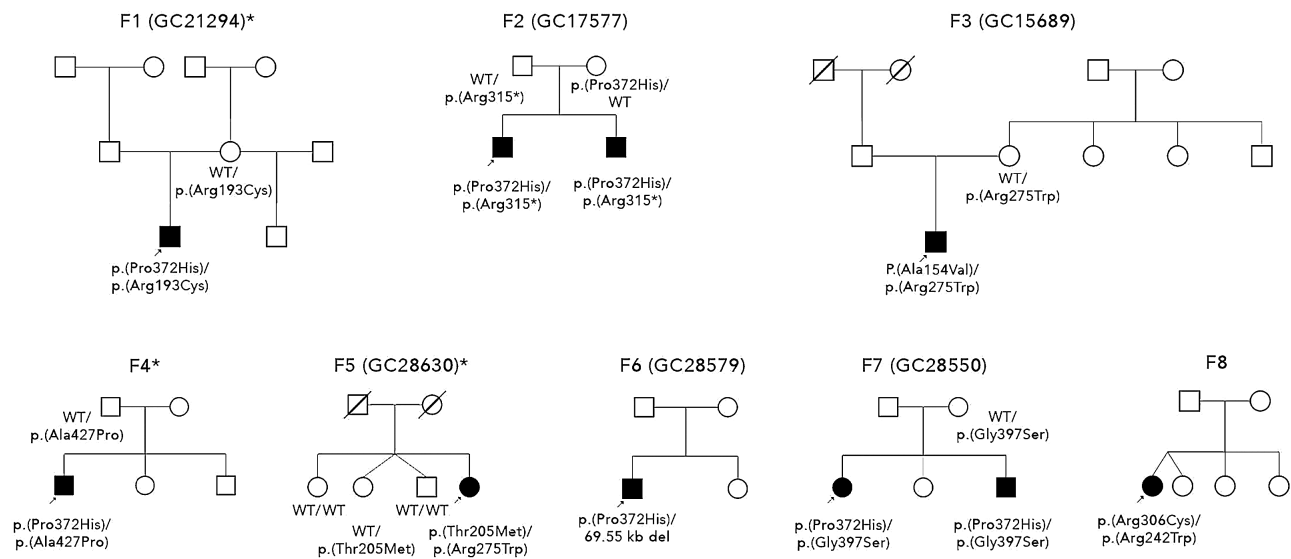 F1 (GC21294)*
WT/
p.(Arg193Cys)
p.(Pro372His)/
p.(Arg193Cys)
F2 (GC17577)
WT/
p.(Arg315*)
p.(Pro372His)/
WT
p.(Pro372His)/
p.(Arg315*)
p.(Pro372His)/
p.(Arg315*)
F3 (GC15689)
WT/
p.(Arg275Trp)
P.(Ala154Val)/
p.(Arg275Trp)
F4*
WT/
p.(Ala427Pro)
p.(Pro372His)/
p.(Ala427Pro)
F5 (GC28630)*
WT/WT
WT/
p.(Thr205Met)
WT/WT
p.(Thr205Met)/
p.(Arg275Trp)
F6 (GC28579)
p.(Pro372His)/
69.55 kb del
F7 (GC28550)
WT/
p.(Gly397Ser)
p.(Pro372His)/
p.(Gly397Ser)
p.(Pro372His)/
p.(Gly397Ser)
F8
p.(Arg306Cys)/
p.(Arg242Trp)